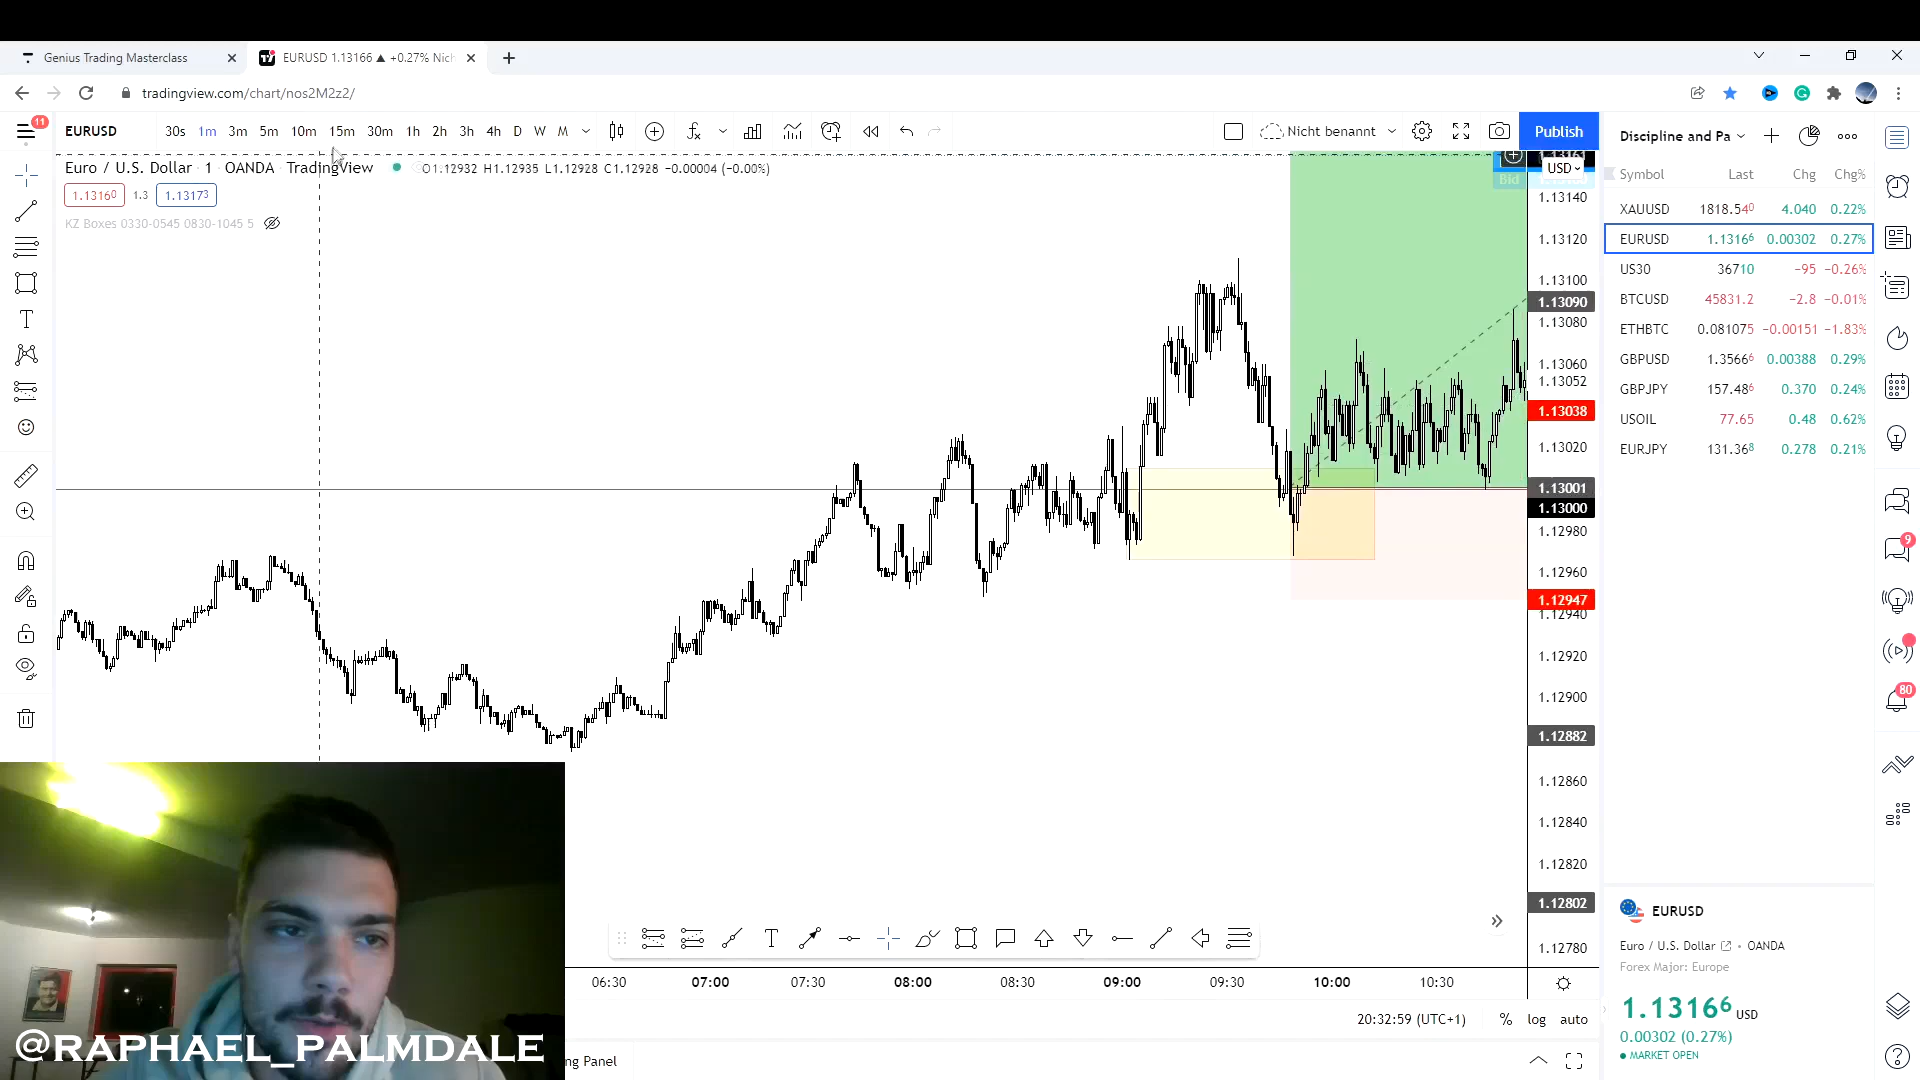 Genius Trading Masterclass
EURUSD 1.13166 ▲ +0.27% Nich
tradingview.com/chart/nos2M2z2/
11
EURUSD
30s 1m 3m 5m 10m 15m 30m 1h 2h 3h 4h D W M
Nicht benannt
Publish
Euro / U.S. Dollar · 1 · OANDA · TradingView
O1.12932 H1.12935 L1.12928 C1.12928 −0.00004 (−0.00%)
1.13160 1.3 1.13173
KZ Boxes 0330-0545 0830-1045 5
USD
Bid
1.13140
1.13120
1.13100
1.13090
1.13080
1.13060
1.13052
1.13038
1.13020
1.13001
1.13000
1.12980
1.12960
1.12947
1.12940
1.12920
1.12900
1.12882
1.12860
1.12840
1.12820
1.12802
1.12780
06:30 07:00 07:30 08:00 08:30 09:00 09:30 10:00 10:30
20:32:59 (UTC+1) % log auto
ng Panel
Discipline and Pa
Symbol Last Chg Chg%
XAUUSD 1818.540 4.040 0.22%
EURUSD 1.13166 0.00302 0.27%
US30 36710 −95 −0.26%
BTCUSD 45831.2 −2.8 −0.01%
ETHBTC 0.081075 −0.00151 −1.83%
GBPUSD 1.35666 0.00388 0.29%
GBPJPY 157.486 0.370 0.24%
USOIL 77.65 0.48 0.62%
EURJPY 131.368 0.278 0.21%
EURUSD
Euro / U.S. Dollar • OANDA
Forex Major: Europe
1.13166 USD
0.00302 (0.27%)
MARKET OPEN
9
80
@RAPHAEL_PALMDALE